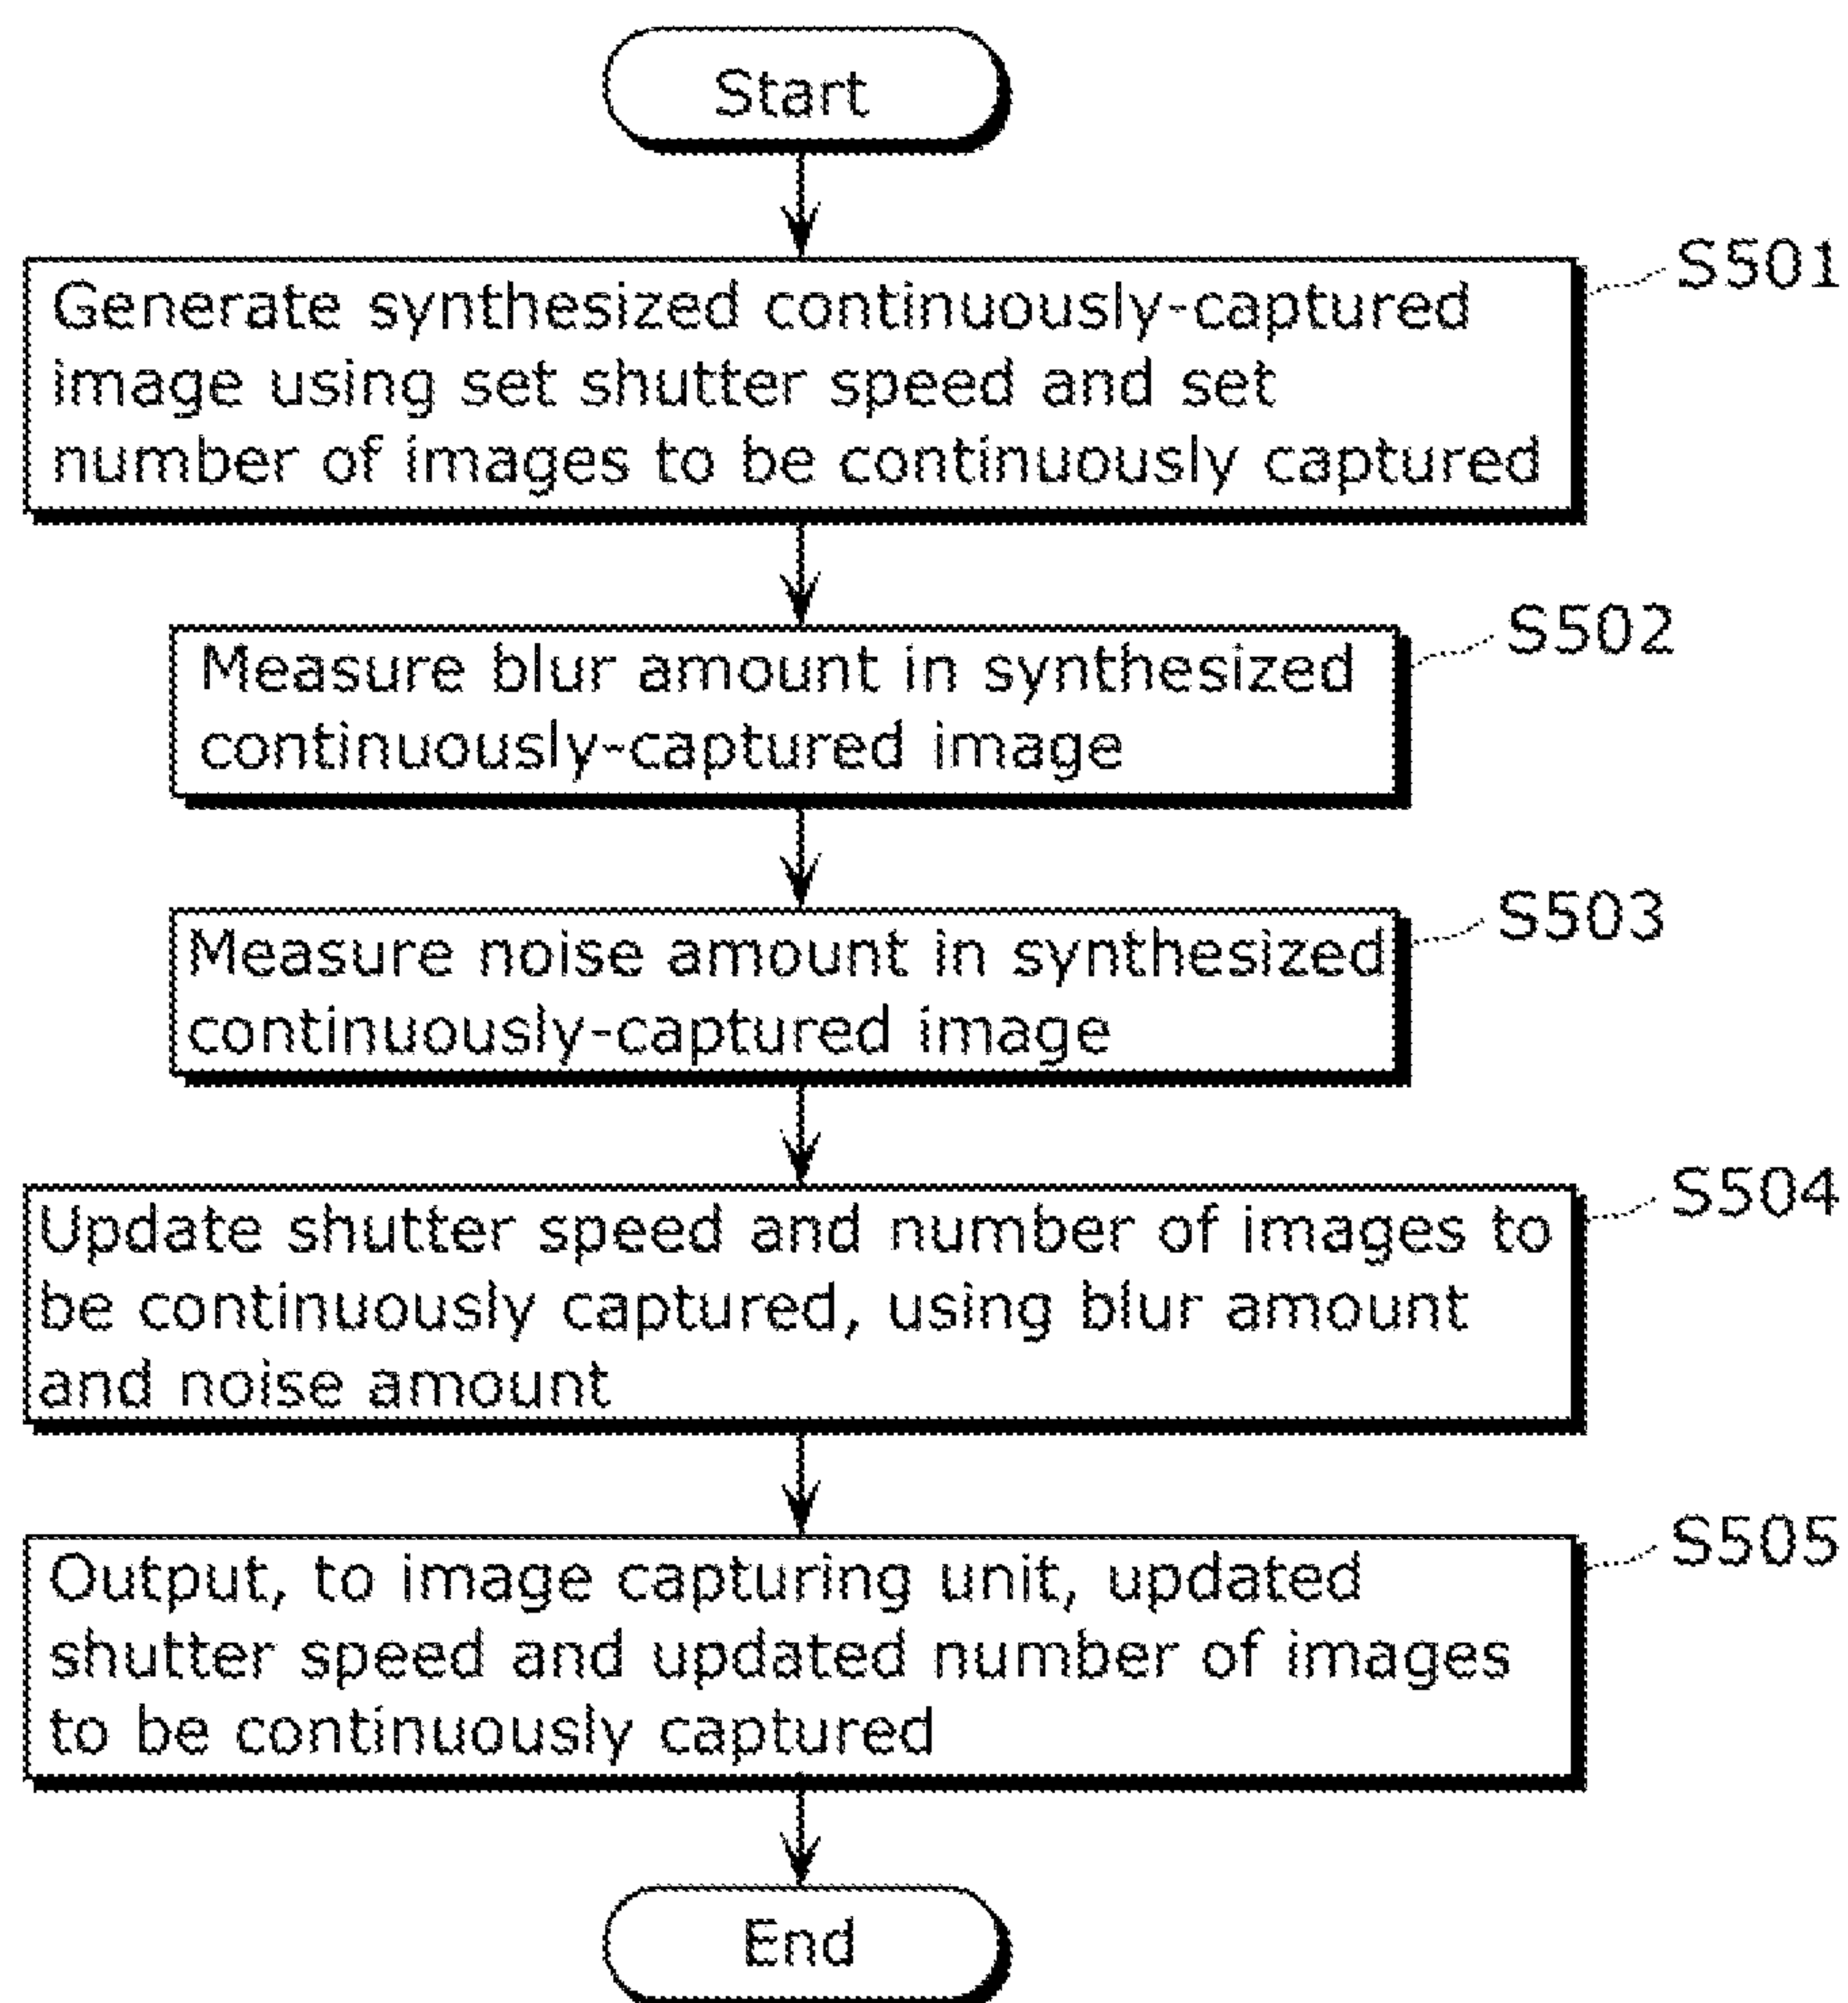 Start
S501
Generate synthesized continuously-captured
image using set shutter speed and set
number of images to be continuously captured
S502
Measure blur amount in synthesized
continuously-captured image
S503
Measure noise amount in synthesized
continuously-captured image
S504
Update shutter speed and number of images to
be continuously captured, using blur amount
and noise amount
S505
Output, to image capturing unit, updated
shutter speed and updated number of images
to be continuously captured
End